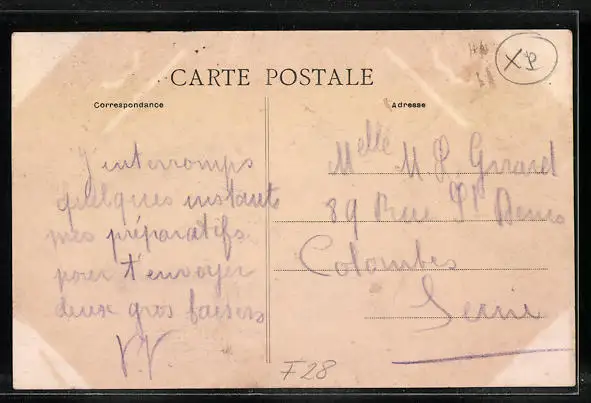 CARTE POSTALE
Correspondance
Adresse
J'interromps
quelques instants
mes préparatifs
pour t'envoyer
deux gros baisers
V.V.
Melle M. L. Girard
89 Rue St Denis
Colombes
Seine
F28
XP